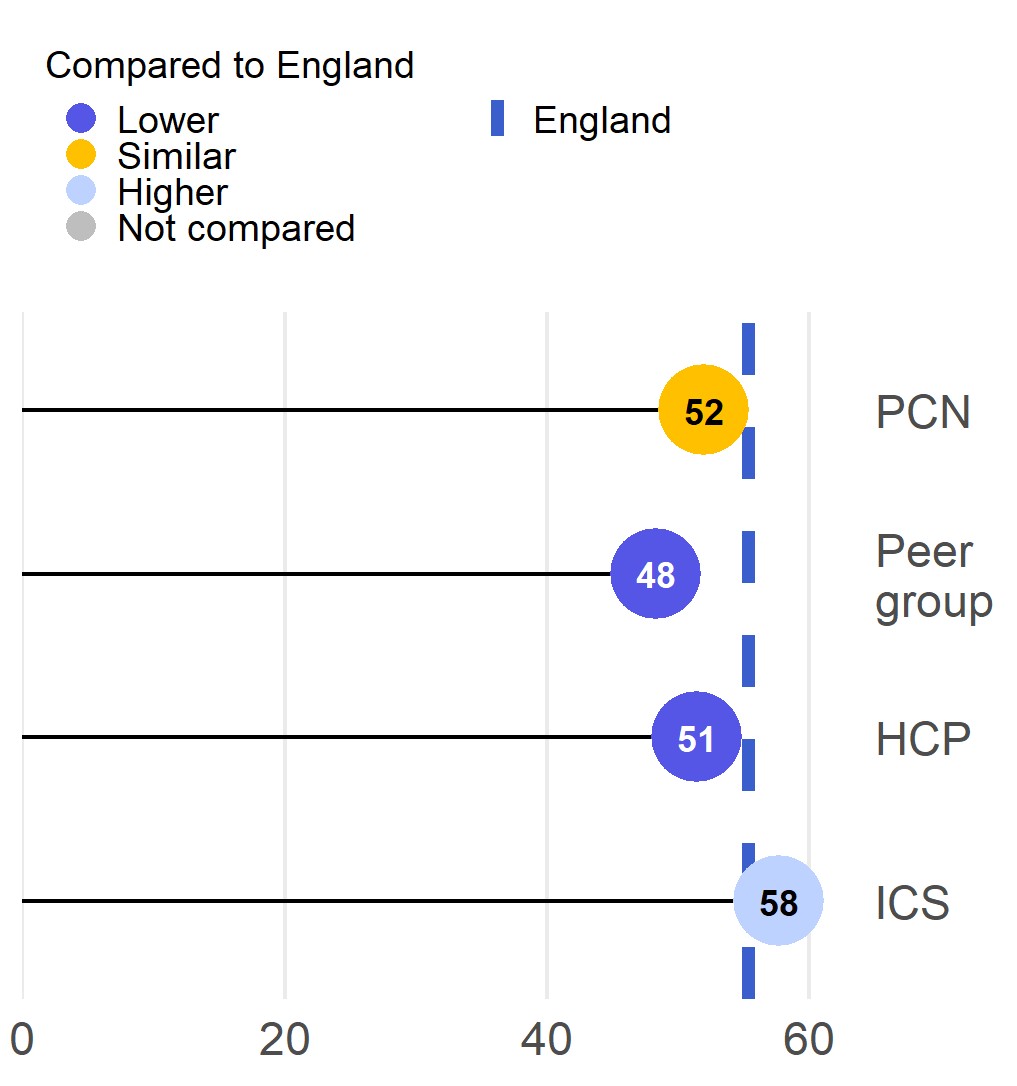 Compared to England
Lower
Similar
Higher
Not compared
England
52
PCN
48
Peer
group
51
HCP
58
ICS
0 20 40 60